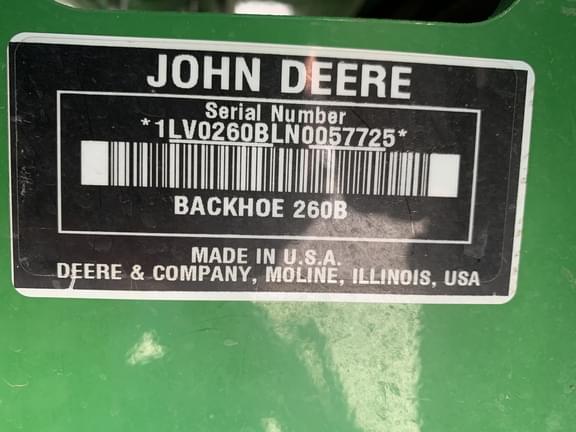 JOHN DEERE
Serial Number
*1LV0260BLN0057725*
BACKHOE 260B
MADE IN U.S.A.
DEERE & COMPANY, MOLINE, ILLINOIS, USA